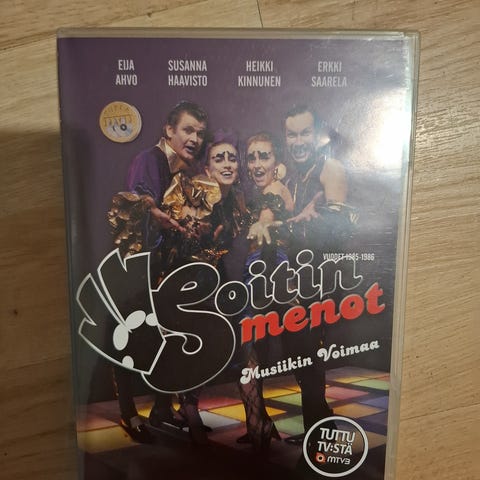 EIJA AHVO
SUSANNA HAAVISTO
HEIKKI KINNUNEN
ERKKI SAARELA
VUODET 1985-1986
Soitin
menot
Musiikin Voimaa
TUTTU
TV:STÄ
MTV3